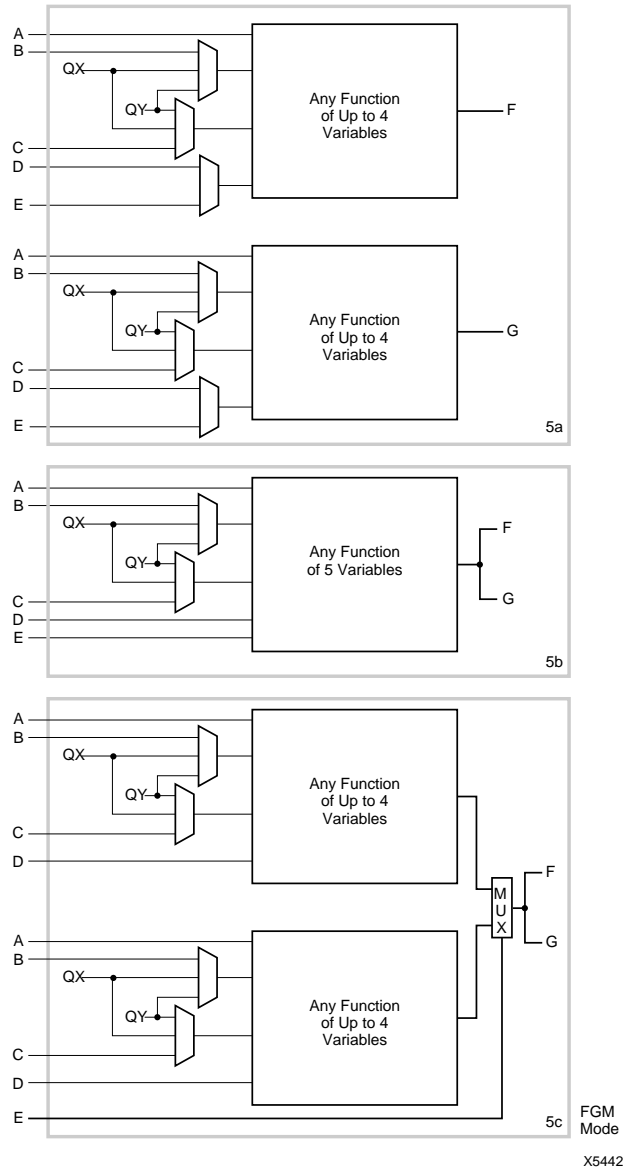 A
B
QX
QY
C
D
E
Any Function
of Up to 4
Variables
F
A
B
QX
QY
C
D
E
Any Function
of Up to 4
Variables
G
5a
A
B
QX
QY
C
D
E
Any Function
of 5 Variables
F
G
5b
A
B
QX
QY
C
D
Any Function
of Up to 4
Variables
M
U
X
F
G
A
B
QX
QY
C
D
E
Any Function
of Up to 4
Variables
5c
FGM
Mode
X5442